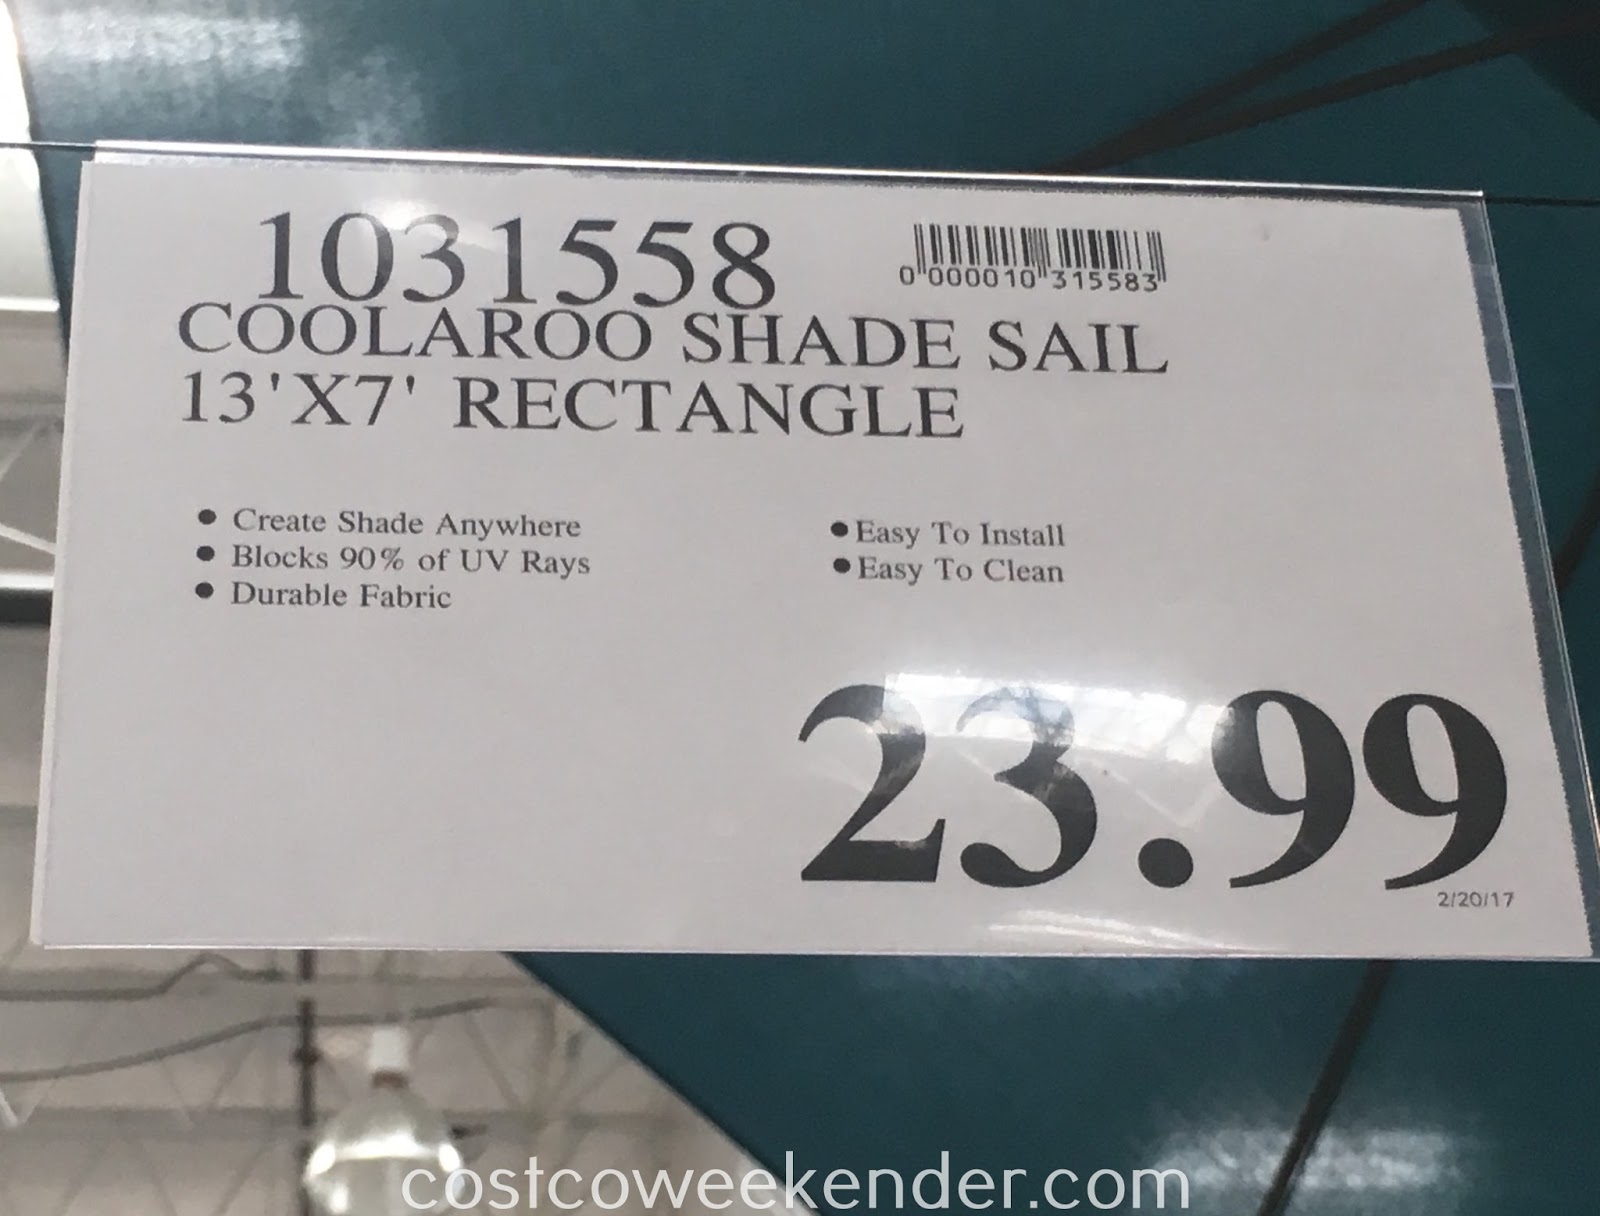 1031558
0 000010 315583
COOLAROO SHADE SAIL
13'X7' RECTANGLE
• Create Shade Anywhere
• Blocks 90% of UV Rays
• Durable Fabric
• Easy To Install
• Easy To Clean
23.99
2/20/17
costcoweekender.com